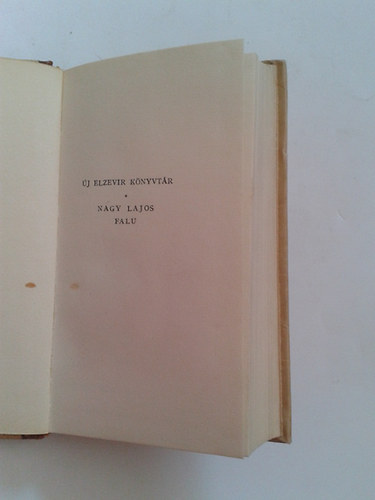 ÚJ ELZEVIR KÖNYVTÁR
•
NAGY LAJOS
FALU